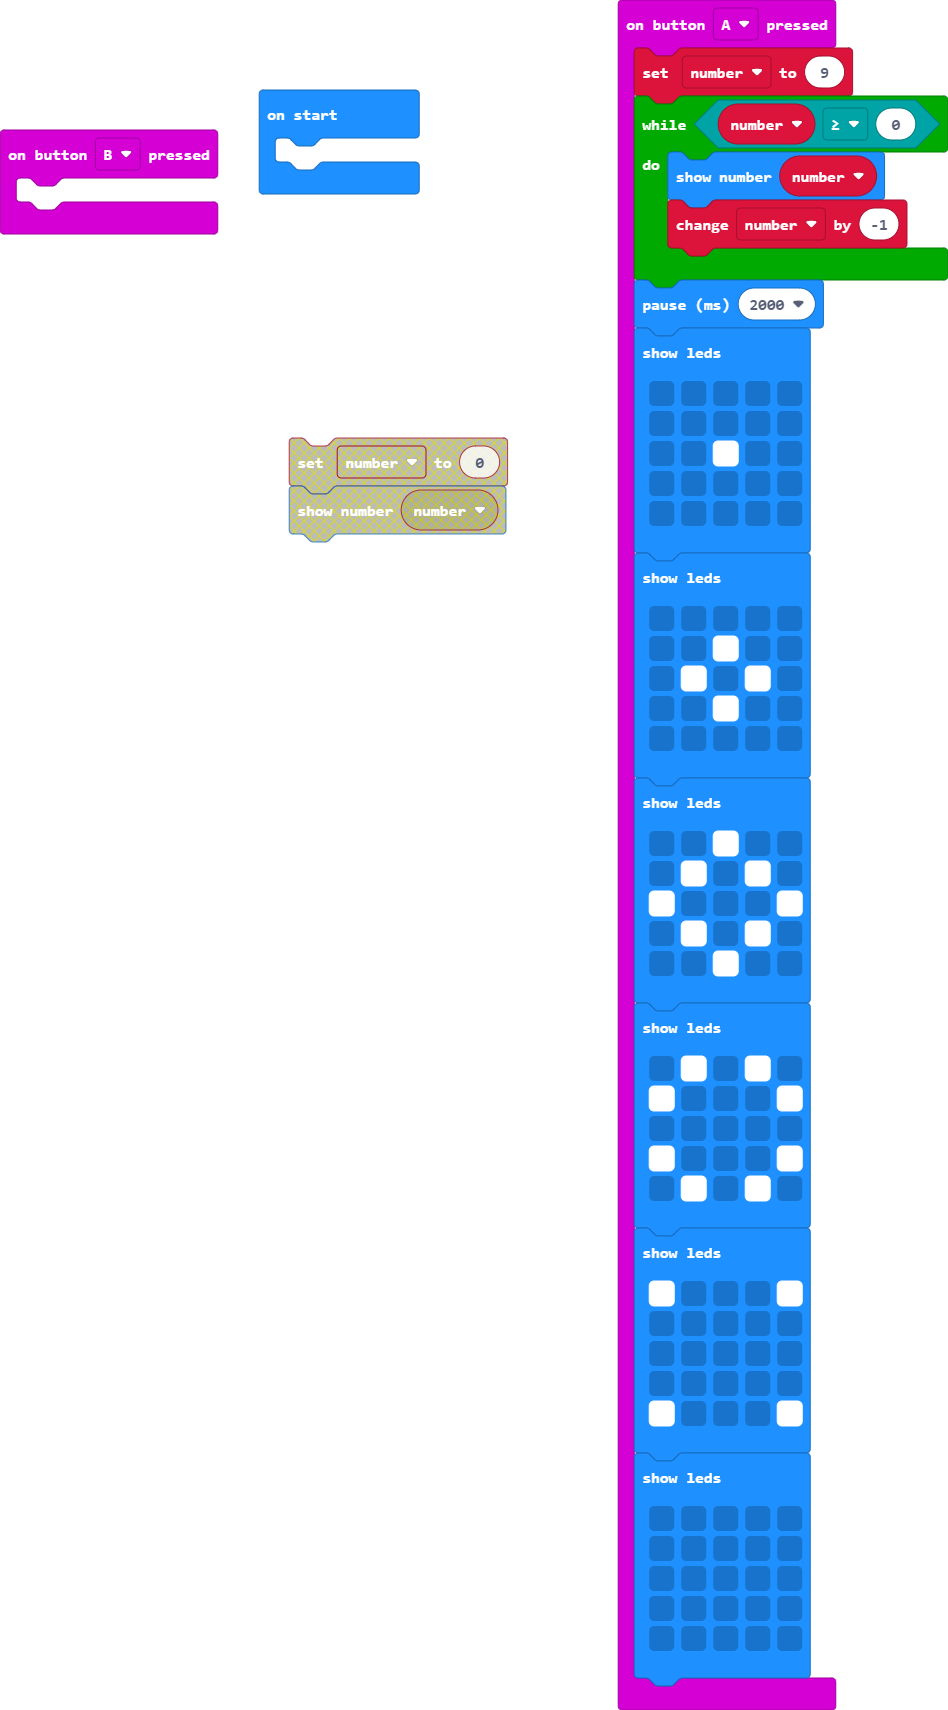 on button B pressed
on start
set number to 0
show number number
on button A pressed
set number to 9
while number ≥ 0
do
show number number
change number by -1
pause (ms) 2000
show leds
show leds
show leds
show leds
show leds
show leds